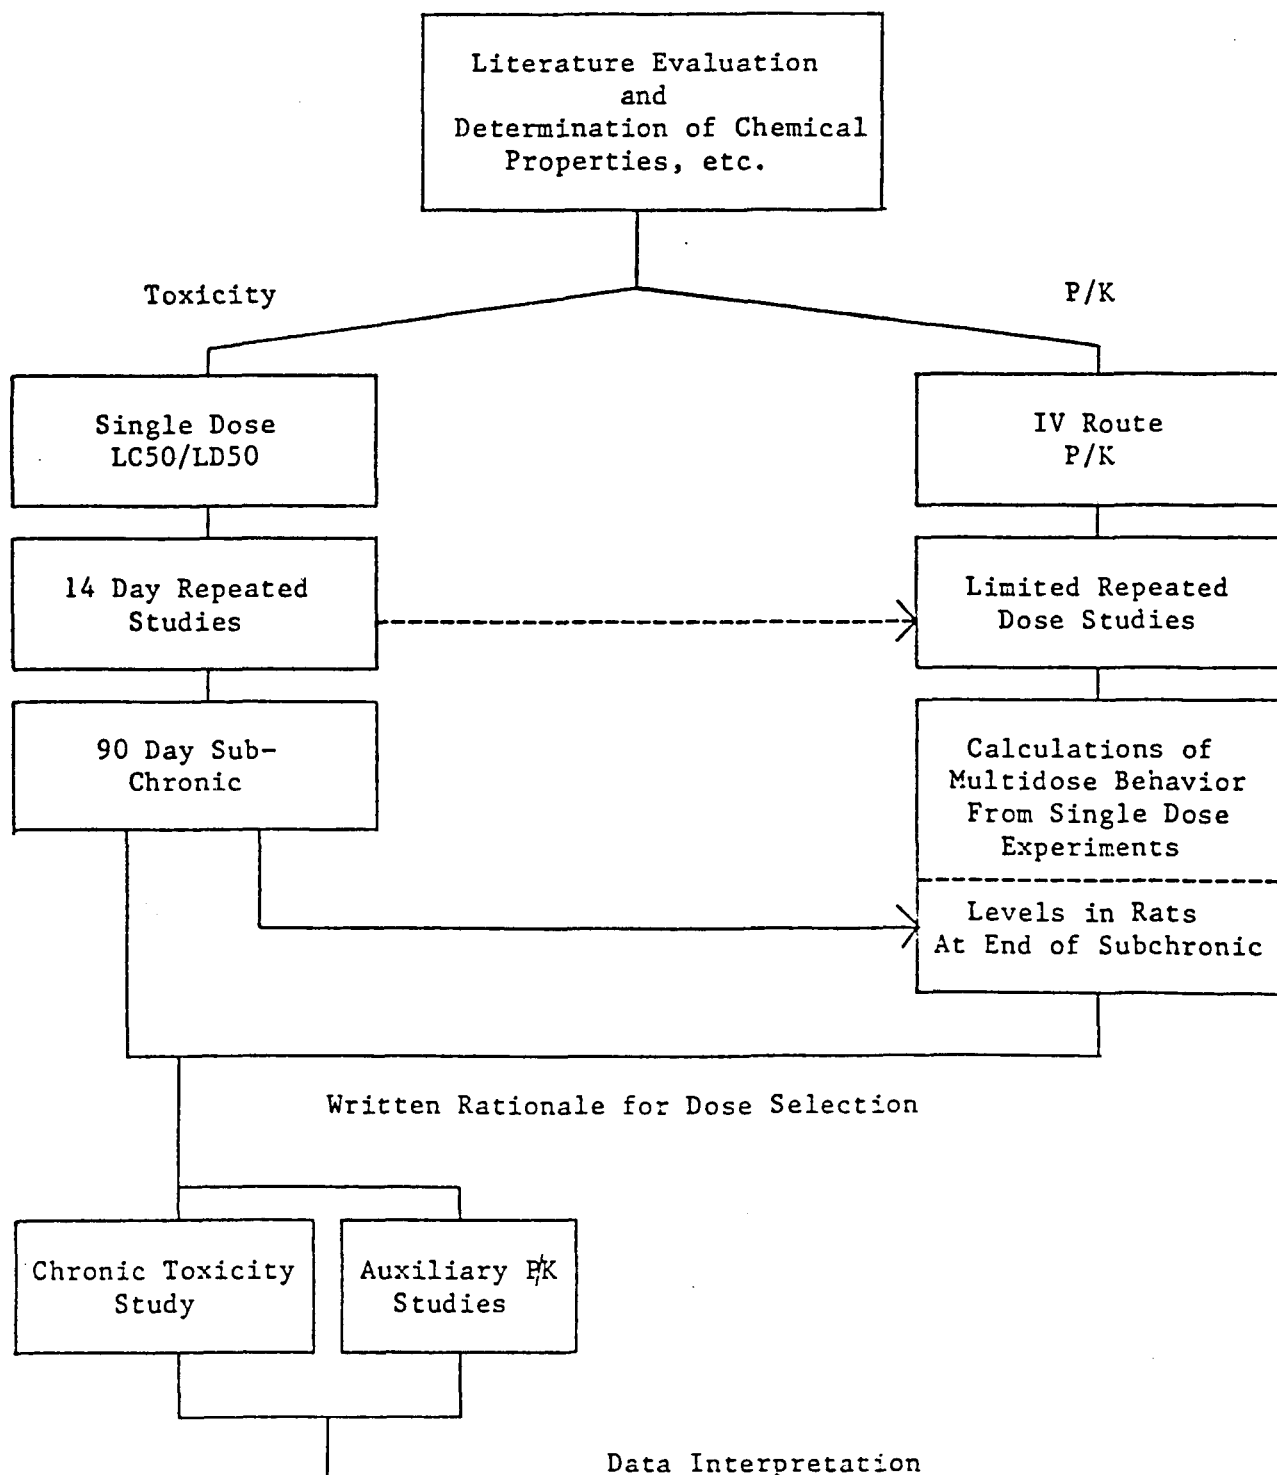 Literature Evaluation
and
Determination of Chemical
Properties, etc.
Toxicity
P/K
Single Dose
LC50/LD50
IV Route
P/K
14 Day Repeated
Studies
Limited Repeated
Dose Studies
90 Day Sub-
Chronic
Calculations of
Multidose Behavior
From Single Dose
Experiments
Levels in Rats
At End of Subchronic
Written Rationale for Dose Selection
Chronic Toxicity
Study
Auxiliary P/K
Studies
Data Interpretation